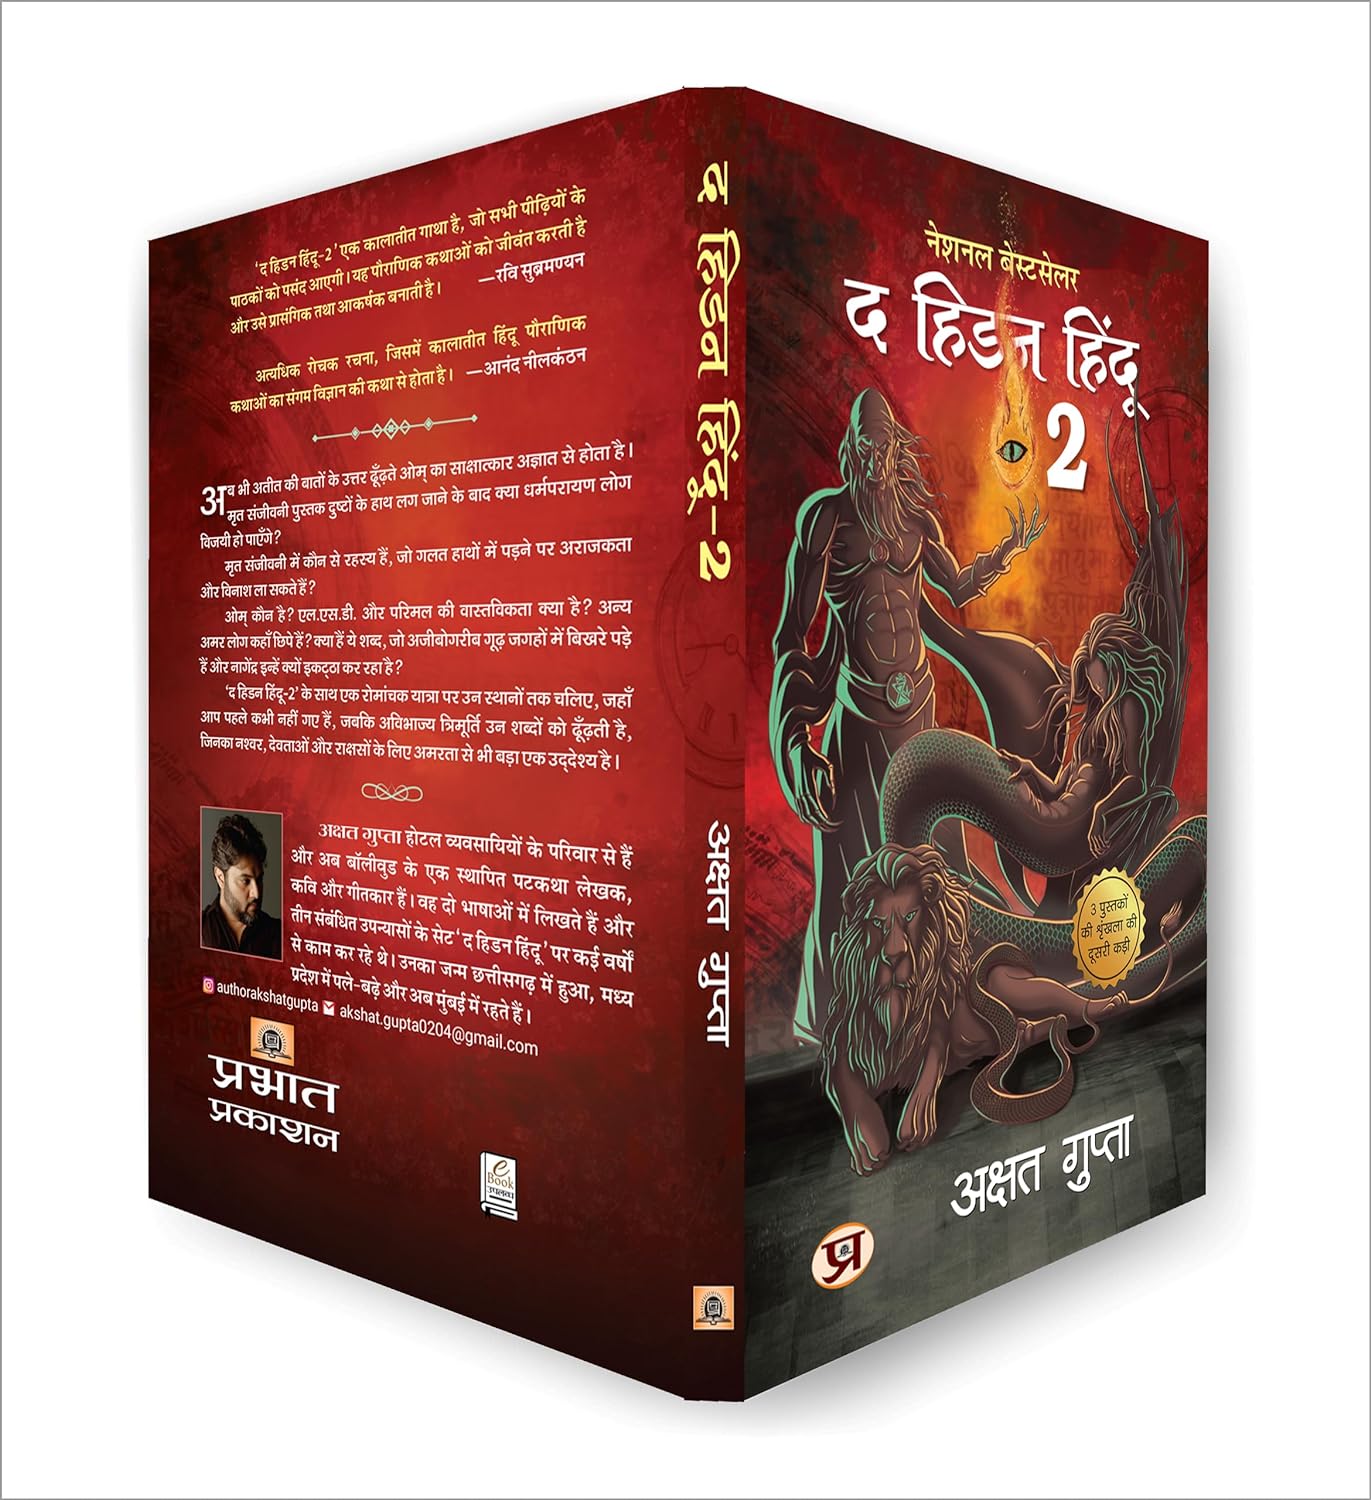 ‘द हिडन हिंदू-2’ एक कालातीत गाथा है, जो सभी पीढ़ियों के
पाठकों को पसंद आएगी। यह पौराणिक कथाओं को जीवंत करती है
और उसे प्रासंगिक तथा आकर्षक बनाती है।
—रवि सुब्रमण्यन
अत्यधिक रोचक रचना, जिसमें कालातीत हिंदू पौराणिक
कथाओं का संगम विज्ञान की कथा से होता है।
—आनंद नीलकंठन
अब भी अतीत की बातों के उत्तर ढूँढ़ते ओम् का साक्षात्कार अज्ञात से होता है।
मृत संजीवनी पुस्तक दुष्टों के हाथ लग जाने के बाद क्या धर्मपरायण लोग
विजयी हो पाएँगे?
मृत संजीवनी में कौन से रहस्य हैं, जो गलत हाथों में पड़ने पर अराजकता
और विनाश ला सकते हैं?
ओम् कौन है? एल.एस.डी. और परिमल की वास्तविकता क्या है? अन्य
अमर लोग कहाँ छिपे हैं? क्या हैं ये शब्द, जो अजीबोगरीब गूढ़ जगहों में बिखरे पड़े
हैं और नागेंद्र इन्हें क्यों इकट्ठा कर रहा है?
‘द हिडन हिंदू-2’ के साथ एक रोमांचक यात्रा पर उन स्थानों तक चलिए, जहाँ
आप पहले कभी नहीं गए हैं, जबकि अविभाज्य त्रिमूर्ति उन शब्दों को ढूँढ़ती है,
जिनका नश्वर, देवताओं और राक्षसों के लिए अमरता से भी बड़ा एक उद्देश्य है।
अक्षत गुप्ता होटल व्यवसायियों के परिवार से हैं
और अब बॉलीवुड के एक स्थापित पटकथा लेखक,
कवि और गीतकार हैं। वह दो भाषाओं में लिखते हैं और
तीन संबंधित उपन्यासों के सेट ‘द हिडन हिंदू’ पर कई वर्षों
से काम कर रहे थे। उनका जन्म छत्तीसगढ़ में हुआ, मध्य
प्रदेश में पले-बढ़े और अब मुंबई में रहते हैं।
authorakshatgupta akshat.gupta0204@gmail.com
प्रभात
प्रकाशन
e
Book
उपलब्ध
द हिडन हिंदू-2
अक्षत गुप्ता
नेशनल बेस्टसेलर
द हिडन हिंदू
2
3 पुस्तकों
की शृंखला की
दूसरी कड़ी
अक्षत गुप्ता
प्र